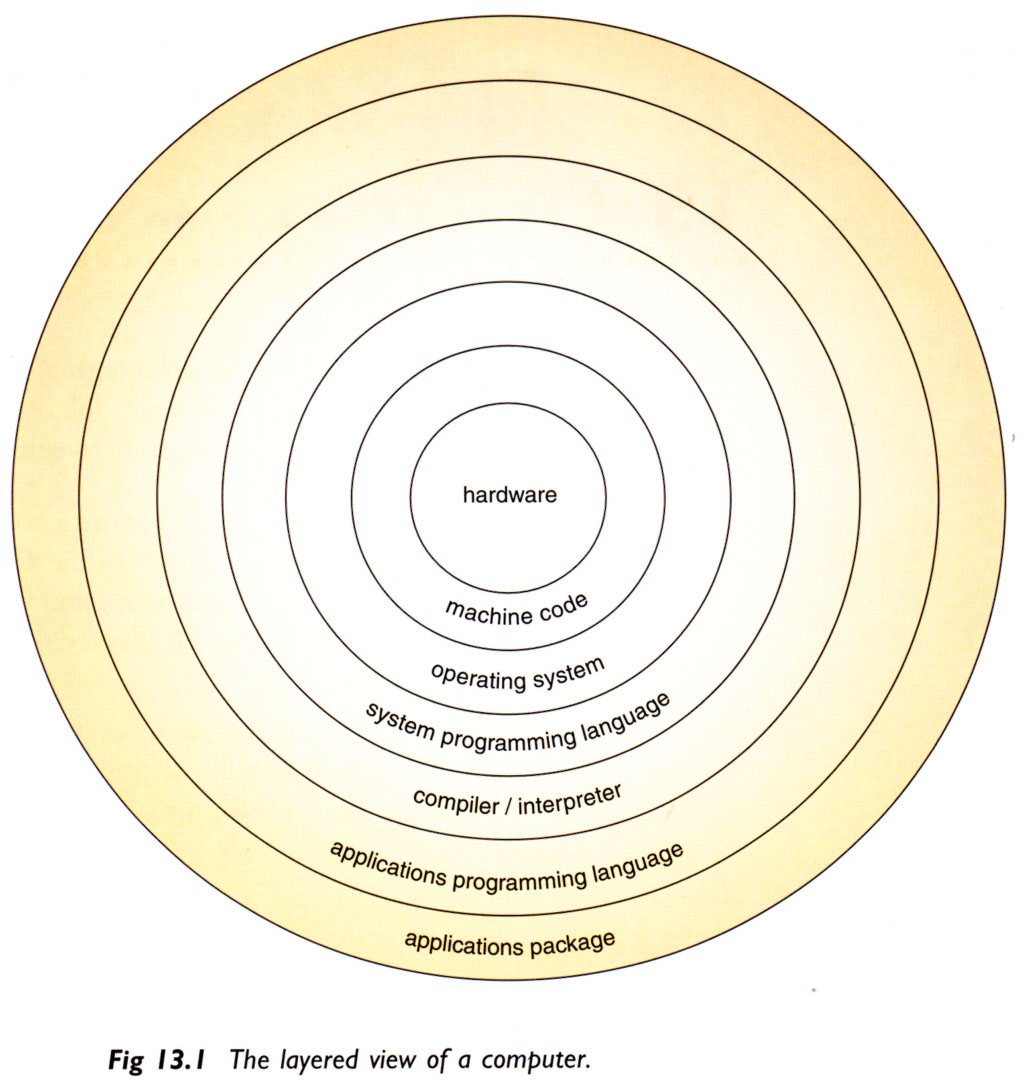 hardware
machine code
operating system
system programming language
compiler / interpreter
applications programming language
applications package
Fig 13.1 The layered view of a computer.